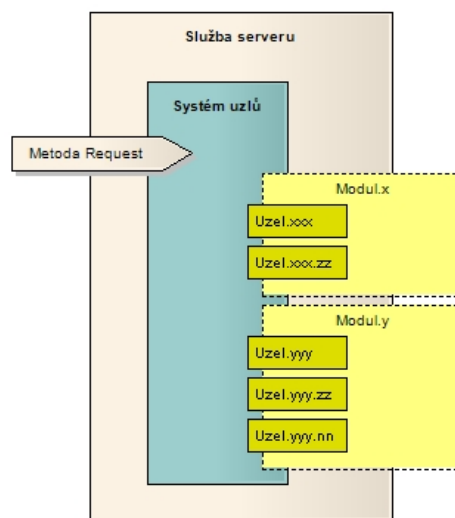 Služba serveru
Systém uzlů
Metoda Request
Modul.x
Uzel.xxx
Uzel.xxx.zz
Modul.y
Uzel.yyy
Uzel.yyy.zz
Uzel.yyy.nn